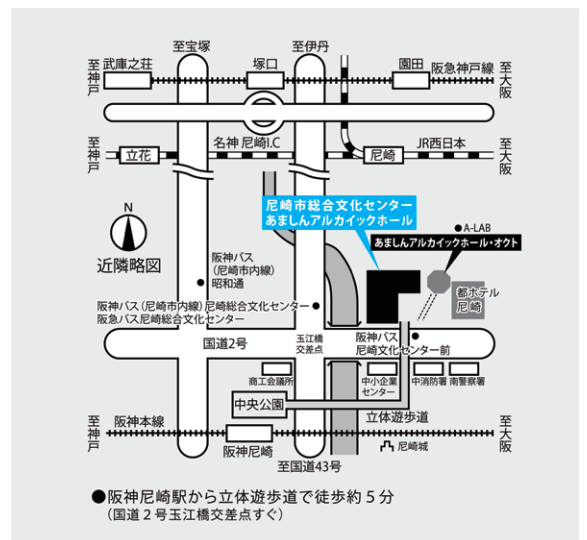 至宝塚
至伊丹
至神戸
武庫之荘
塚口
園田
阪急神戸線
至大阪
名神 尼崎I.C
JR西日本
至神戸
立花
尼崎
至大阪
尼崎市総合文化センター
あましんアルカイックホール
●A-LAB
あましんアルカイックホール・オクト
N
近隣略図
阪神バス
(尼崎市内線)
昭和通
都ホテル
尼崎
阪神バス(尼崎市内線)尼崎総合文化センター
阪急バス尼崎総合文化センター
国道2号
玉江橋
交差点
阪神バス
尼崎文化センター前
商工会議所
中小企業
センター
中消防署
南警察署
中央公園
立体遊歩道
至神戸
阪神本線
阪神尼崎
尼崎城
至大阪
至国道43号
●阪神尼崎駅から立体遊歩道で徒歩約5分
(国道2号玉江橋交差点すぐ)